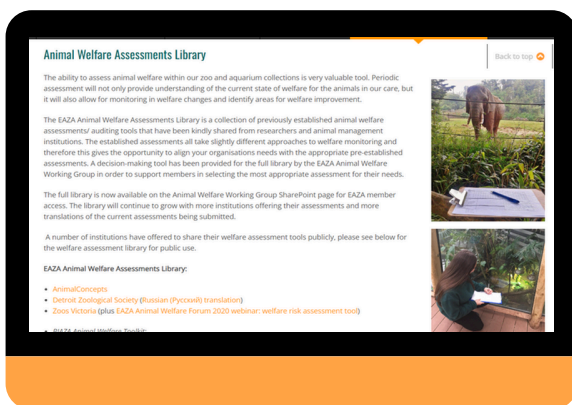 Animal Welfare Assessments Library
Back to top
The ability to assess animal welfare within our zoo and aquarium collections is very valuable tool. Periodic
assessment will not only provide understanding of the current state of welfare for the animals in our care, but
it will also allow for monitoring in welfare changes and identify areas for welfare improvement.
The EAZA Animal Welfare Assessments Library is a collection of previously established animal welfare
assessments/ auditing tools that have been kindly shared from researchers and animal management
institutions. The established assessments all take slightly different approaches to welfare monitoring and
therefore this gives the opportunity to align your organisations needs with the appropriate pre-established
assessments. A decision-making tool has been provided for the full library by the EAZA Animal Welfare
Working Group in order to support members in selecting the most appropriate assessment for their needs.
The full library is now available on the Animal Welfare Working Group SharePoint page for EAZA member
access. The library will continue to grow with more institutions offering their assessments and more
translations of the current assessments being submitted.
A number of institutions have offered to share their welfare assessment tools publicly, please see below for
the welfare assessment library for public use.
EAZA Animal Welfare Assessments Library:
• AnimalConcepts
• Detroit Zoological Society (Russian (Русский) translation)
• Zoos Victoria (plus EAZA Animal Welfare Forum 2020 webinar: welfare risk assessment tool)
• BIAZA Animal Welfare Toolkit: